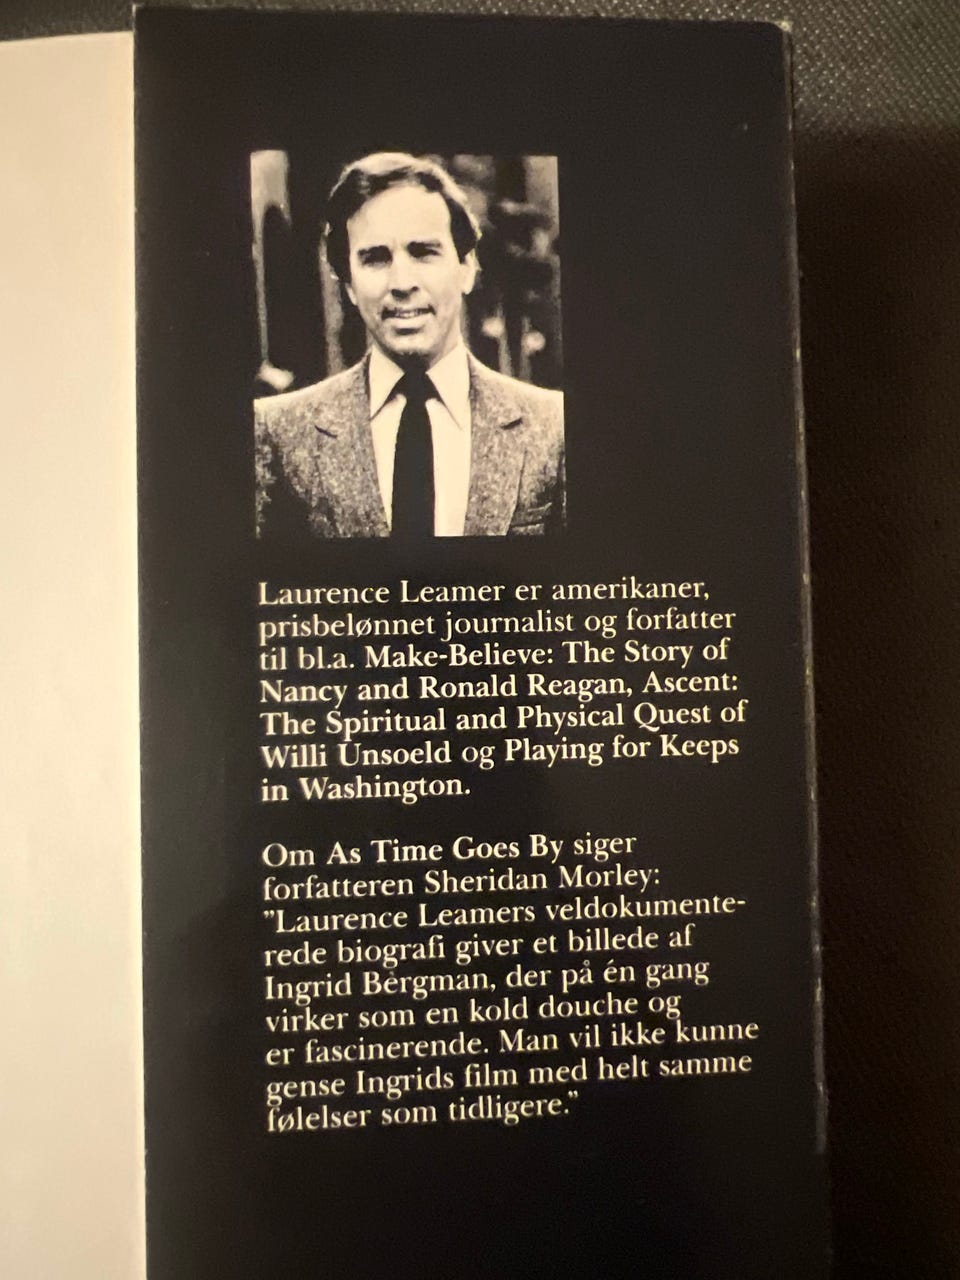 Laurence Leamer er amerikaner,
prisbelønnet journalist og forfatter
til bl.a. Make-Believe: The Story of
Nancy and Ronald Reagan, Ascent:
The Spiritual and Physical Quest of
Willi Unsoeld og Playing for Keeps
in Washington.
Om As Time Goes By siger
forfatteren Sheridan Morley:
"Laurence Leamers veldokumente-
rede biografi giver et billede af
Ingrid Bergman, der på én gang
virker som en kold douche og
er fascinerende. Man vil ikke kunne
gense Ingrids film med helt samme
følelser som tidligere."